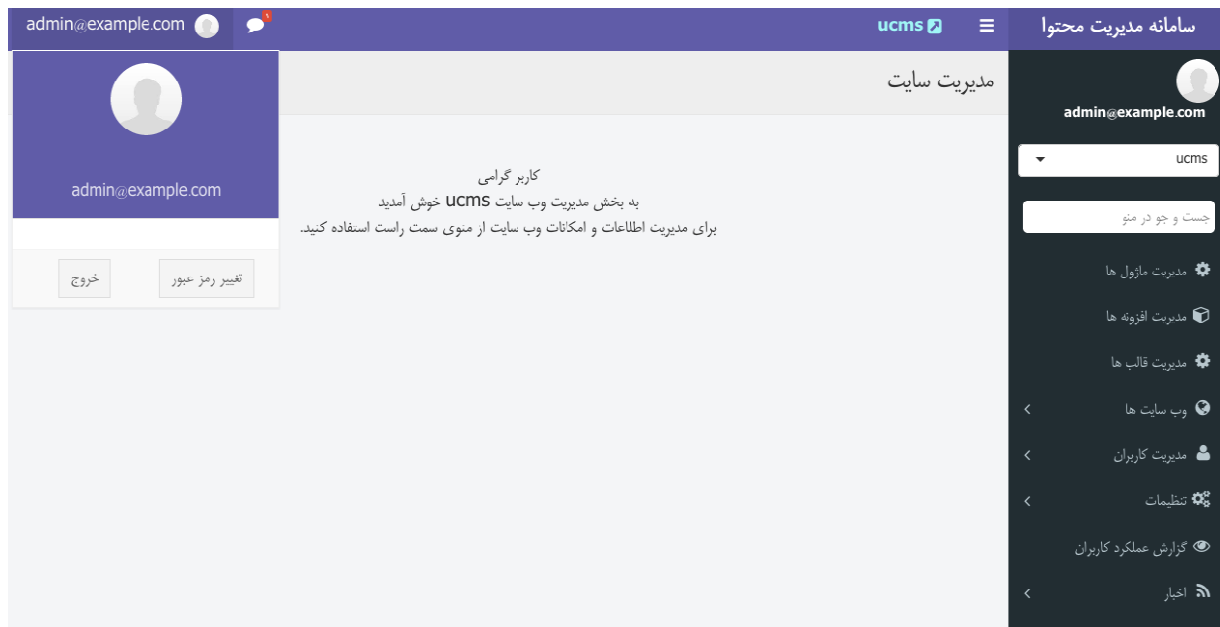 سامانه مدیریت محتوا
ucms
۱
admin@example.com
admin@example.com
ucms
جست و جو در منو
مدیریت ماژول ها
مدیریت افزونه ها
مدیریت قالب ها
وب سایت ها
مدیریت کاربران
تنظیمات
گزارش عملکرد کاربران
اخبار
مدیریت سایت
کاربر گرامی
به بخش مدیریت وب سایت ucms خوش آمدید
برای مدیریت اطلاعات و امکانات وب سایت از منوی سمت راست استفاده کنید.
admin@example.com
تغییر رمز عبور
خروج